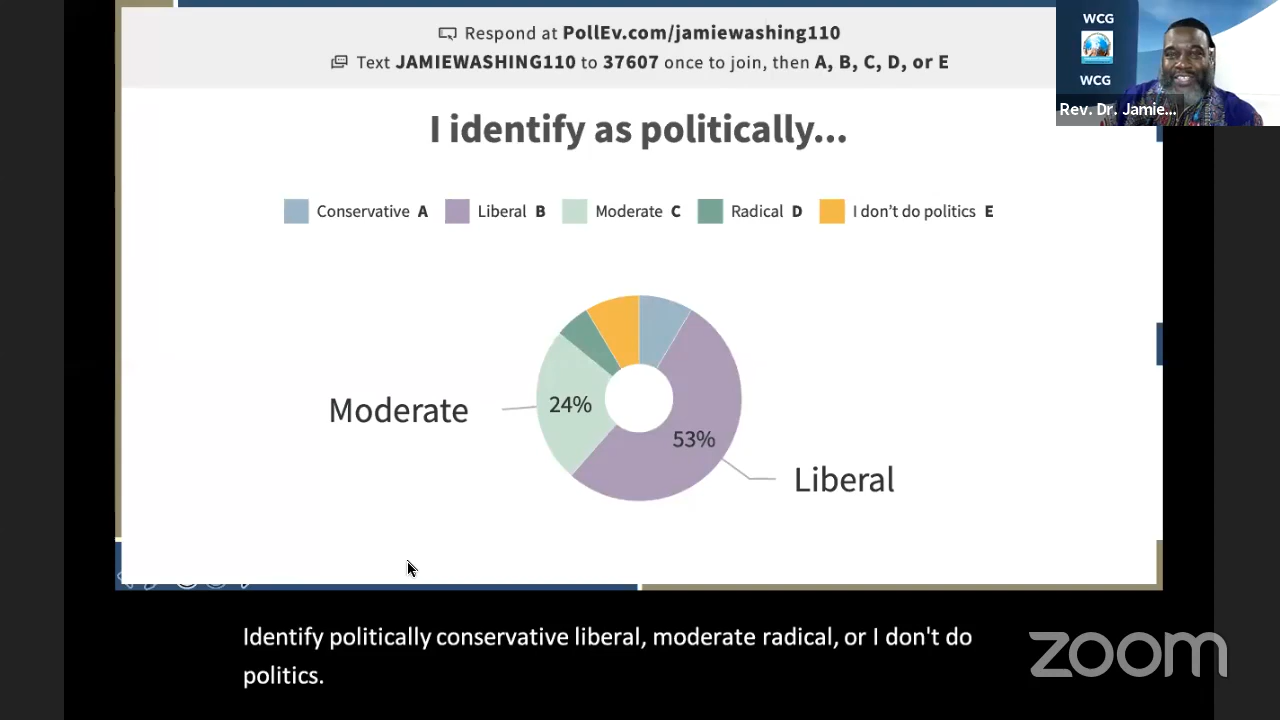 Respond at PollEv.com/jamiewashing110
Text JAMIEWASHING110 to 37607 once to join, then A, B, C, D, or E
WCG
WCG
Rev. Dr. Jamie...
I identify as politically...
Conservative A Liberal B Moderate C Radical D I don't do politics E
24%
Moderate
53%
Liberal
Identify politically conservative liberal, moderate radical, or I don't do
politics.
zoom